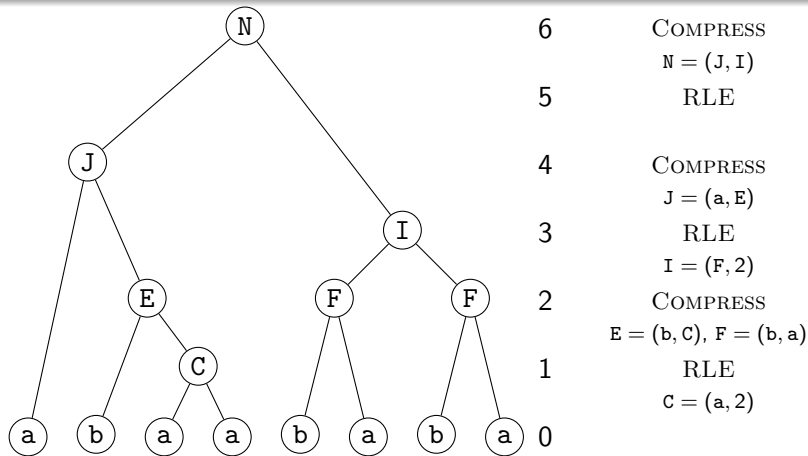 N 6 COMPRESS
N = (J, I)
5 RLE
J 4 COMPRESS
J = (a, E)
I 3 RLE
I = (F, 2)
E F F 2 COMPRESS
E = (b, C), F = (b, a)
C 1 RLE
C = (a, 2)
a b a a b a b a 0